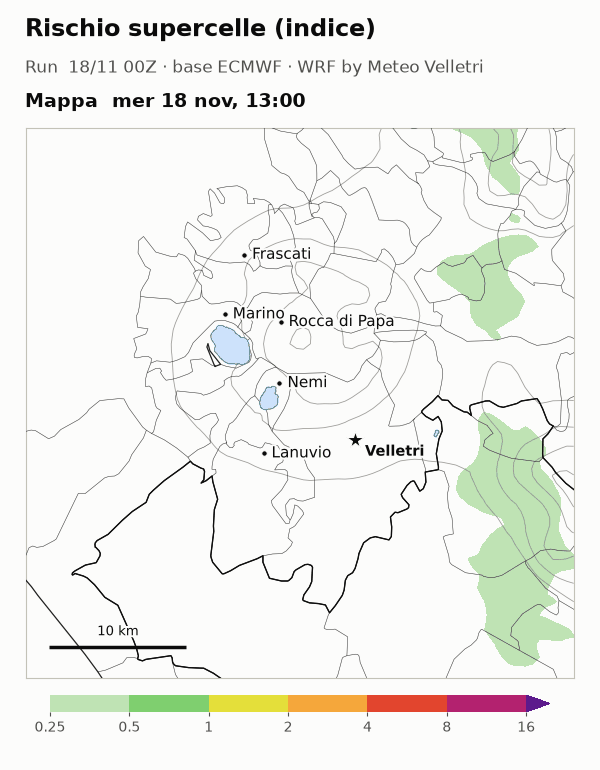 Rischio supercelle (indice)
Run 18/11 00Z · base ECMWF · WRF by Meteo Velletri
Mappa mer 18 nov, 13:00
Frascati
Marino
Rocca di Papa
Nemi
Velletri
Lanuvio
10 km
0.25 0.5 1 2 4 8 16